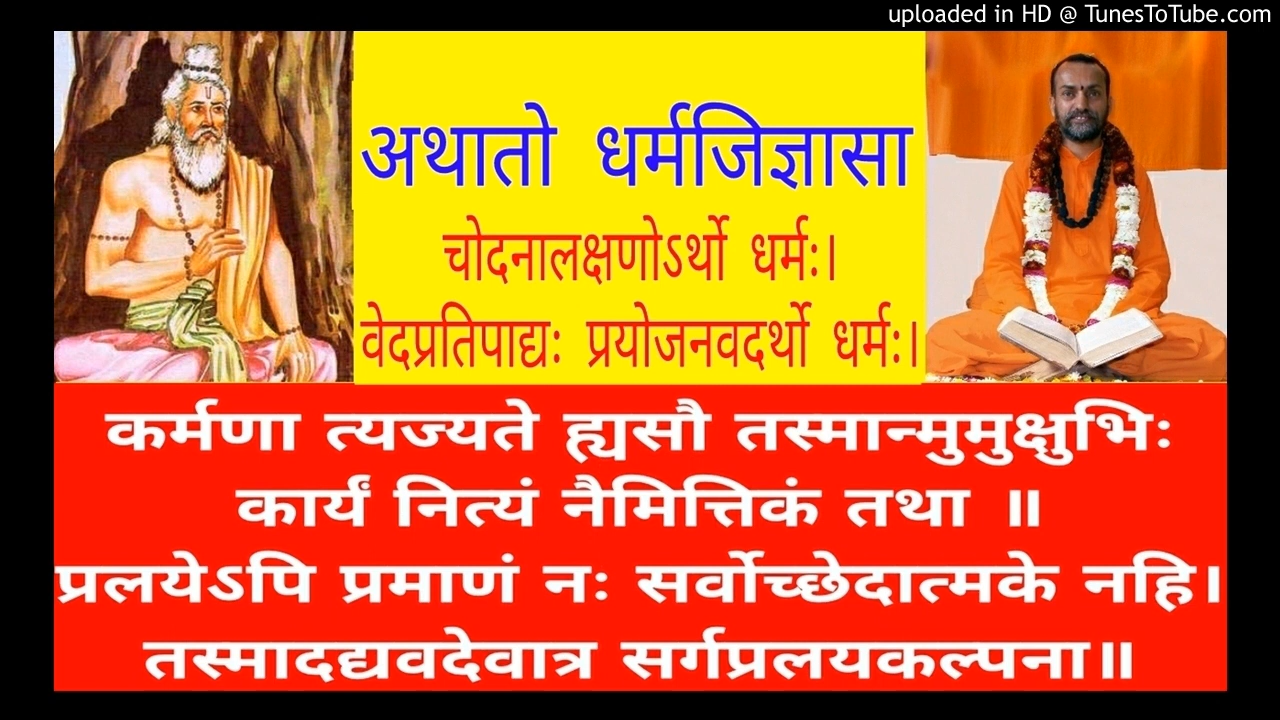 uploaded in HD @ TunesToTube.com
अथातो धर्मजिज्ञासा
चोदनालक्षणोऽर्थो धर्मः।
वेदप्रतिपाद्यः प्रयोजनवदर्थो धर्मः।
कर्मणा त्यज्यते ह्यसौ तस्मान्मुमुक्षुभिः
कार्यं नित्यं नैमित्तिकं तथा ॥
प्रलयेऽपि प्रमाणं नः सर्वोच्छेदात्मके नहि।
तस्मादद्यवदेवात्र सर्गप्रलयकल्पना॥